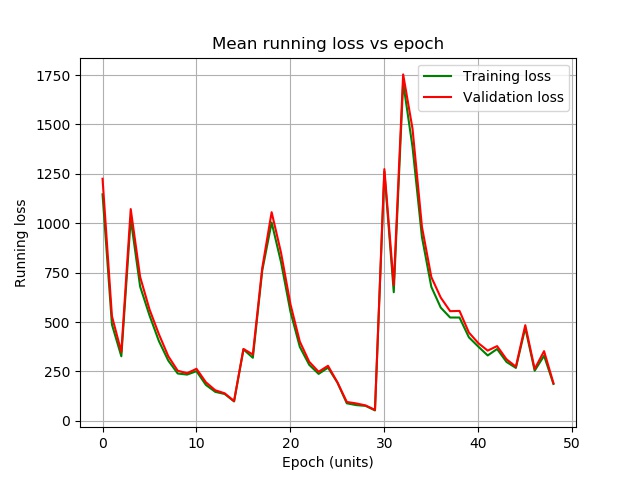 Mean running loss vs epoch
Training loss
Validation loss
Running loss
1750
1500
1250
1000
750
500
250
0
0 10 20 30 40 50
Epoch (units)